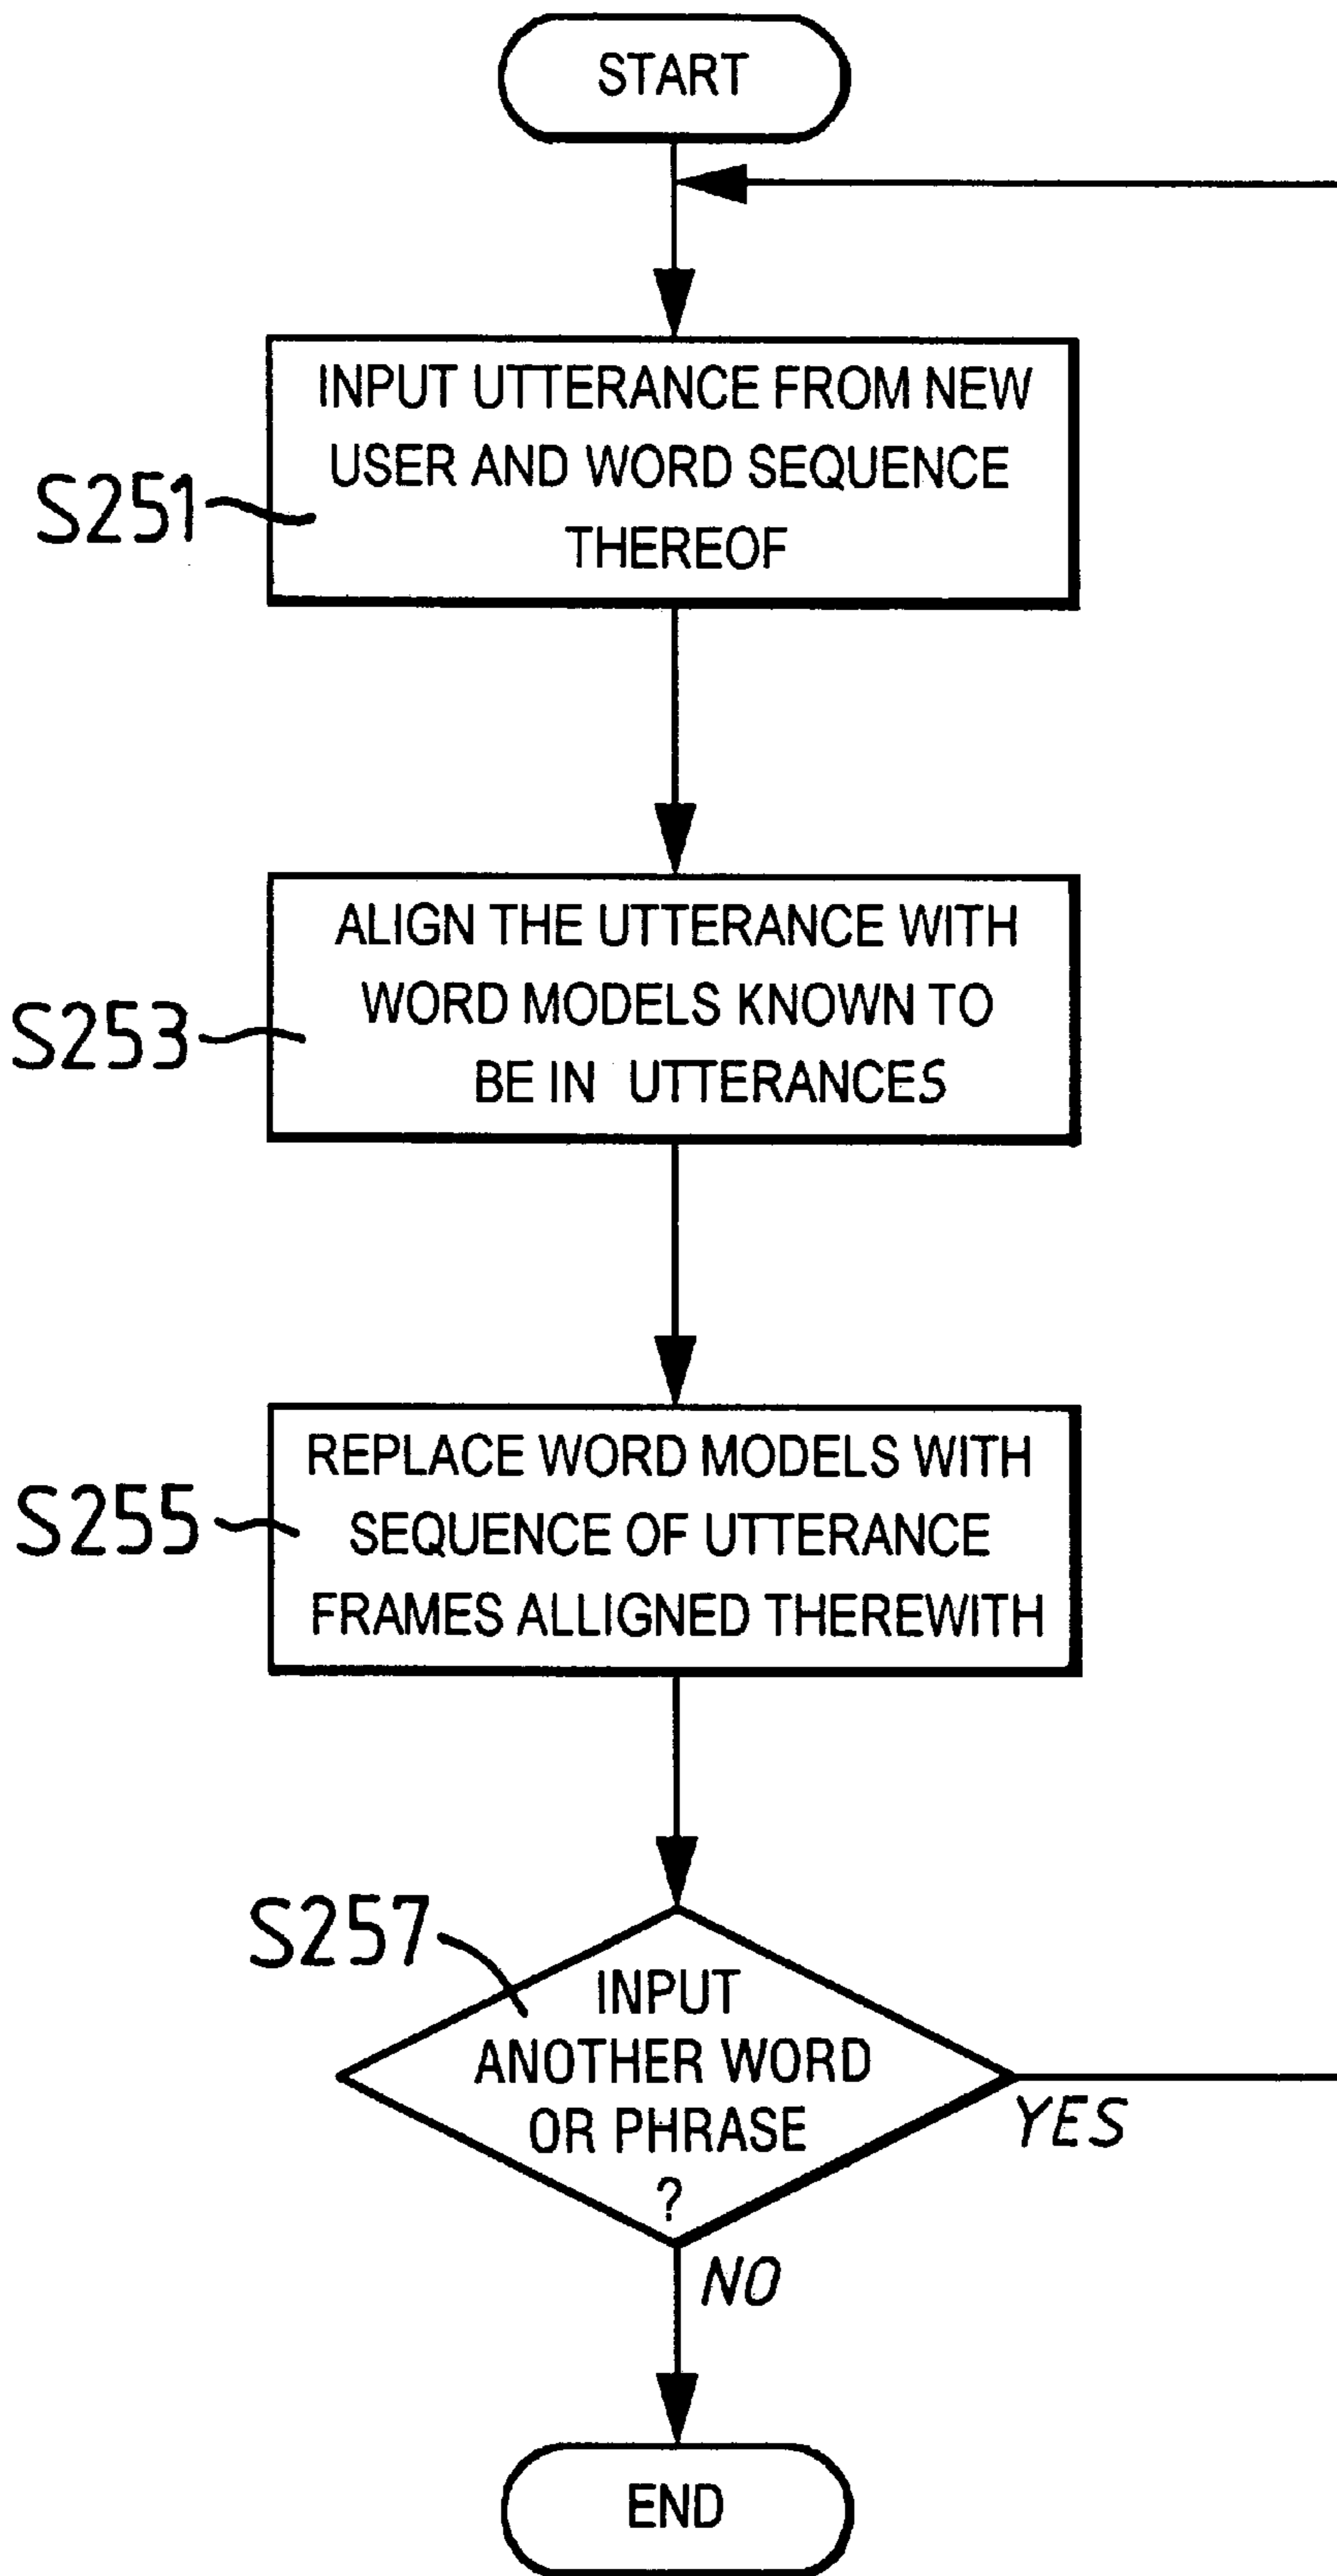 START
INPUT UTTERANCE FROM NEW
USER AND WORD SEQUENCE
THEREOF
S251
ALIGN THE UTTERANCE WITH
WORD MODELS KNOWN TO
BE IN UTTERANCES
S253
REPLACE WORD MODELS WITH
SEQUENCE OF UTTERANCE
FRAMES ALLIGNED THEREWITH
S255
S257
INPUT
ANOTHER WORD
OR PHRASE
?
YES
NO
END